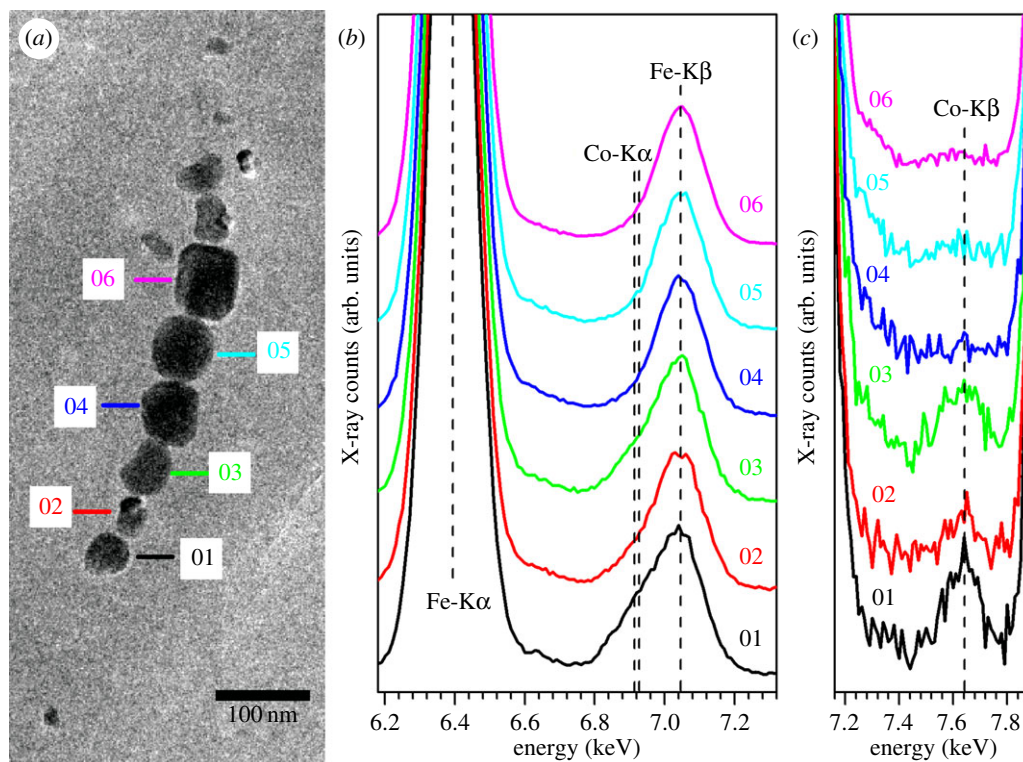 (a)
06
05
04
03
02
01
100 nm
(b)
Fe-Kβ
Co-Kα
06
05
04
03
02
Fe-Kα
01
X-ray counts (arb. units)
6.2 6.4 6.6 6.8 7.0 7.2
energy (keV)
(c)
06
Co-Kβ
05
04
03
02
01
X-ray counts (arb. units)
7.2 7.4 7.6 7.8
energy (keV)